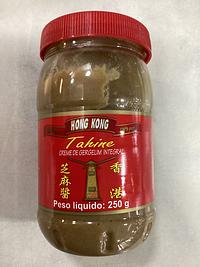 HONG KONG
Tahine
CREME DE GERGELIM INTEGRAL
芝麻醬
香港
Peso líquido: 250 g